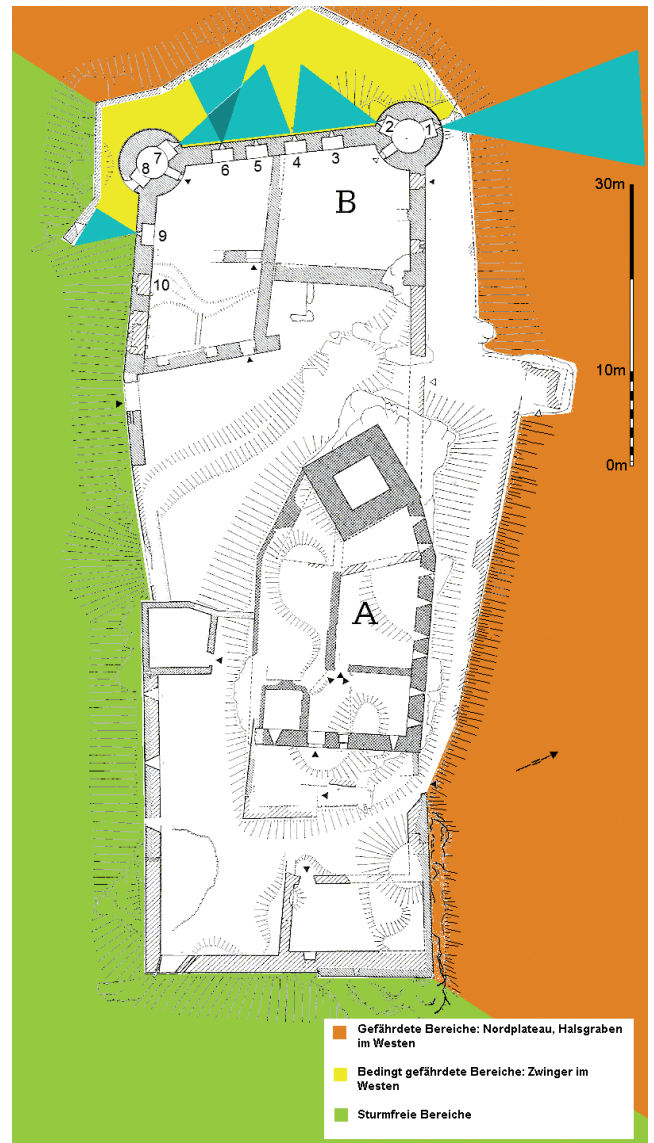 2
1
7
8
6
5
4
3
B
30m
9
10
10m
0m
A
Gefährdete Bereiche: Nordplateau, Halsgraben
im Westen
Bedingt gefährdete Bereiche: Zwinger im
Westen
Sturmfreie Bereiche